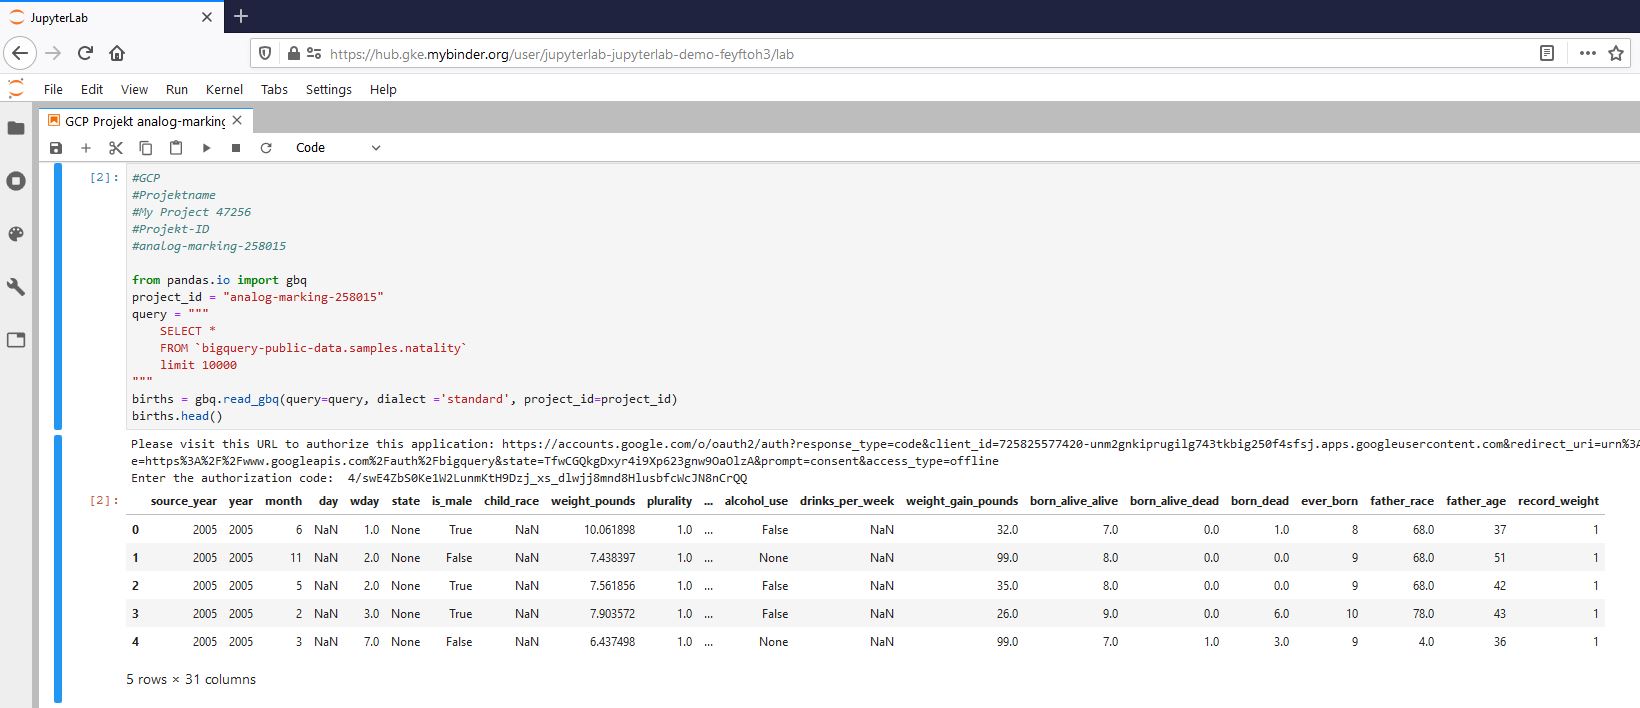 JupyterLab
https://hub.gke.mybinder.org/user/jupyterlab-jupyterlab-demo-feyftoh3/lab
File Edit View Run Kernel Tabs Settings Help
GCP Projekt analog-marking
Code
[2]: #GCP
#Projektname
#My Project 47256
#Projekt-ID
#analog-marking-258015
from pandas.io import gbq
project_id = "analog-marking-258015"
query = """
SELECT *
FROM `bigquery-public-data.samples.natality`
limit 10000
"""
births = gbq.read_gbq(query=query, dialect ='standard', project_id=project_id)
births.head()
Please visit this URL to authorize this application: https://accounts.google.com/o/oauth2/auth?response_type=code&client_id=725825577420-unm2gnkiprugilg743tkbig250f4sfsj.apps.googleusercontent.com&redirect_uri=urn%3A
e=https%3A%2F%2Fwww.googleapis.com%2Fauth%2Fbigquery&state=TfwCGQkgDxyr4i9Xp623gnw9OaOlzA&prompt=consent&access_type=offline
Enter the authorization code: 4/swE4ZbS0Ke1W2LunmKtH9Dzj_xs_dlwjj8mnd8HlusbfcWcJN8nCrQQ
[2]: source_year year month day wday state is_male child_race weight_pounds plurality ... alcohol_use drinks_per_week weight_gain_pounds born_alive_alive born_alive_dead born_dead ever_born father_race father_age record_weight
0 2005 2005 6 NaN 1.0 None True NaN 10.061898 1.0 ... False NaN 32.0 7.0 0.0 1.0 8 68.0 37 1
1 2005 2005 11 NaN 2.0 None False NaN 7.438397 1.0 ... None NaN 99.0 8.0 0.0 0.0 9 68.0 51 1
2 2005 2005 5 NaN 2.0 None True NaN 7.561856 1.0 ... False NaN 35.0 8.0 0.0 0.0 9 68.0 42 1
3 2005 2005 2 NaN 3.0 None True NaN 7.903572 1.0 ... False NaN 26.0 9.0 0.0 6.0 10 78.0 43 1
4 2005 2005 3 NaN 7.0 None False NaN 6.437498 1.0 ... None NaN 99.0 7.0 1.0 3.0 9 4.0 36 1
5 rows × 31 columns